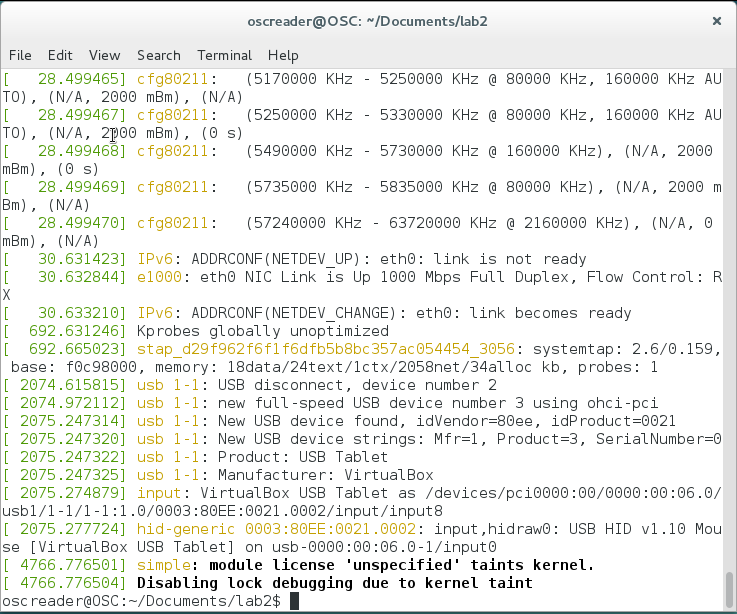 oscreader@OSC: ~/Documents/lab2
File Edit View Search Terminal Help
[   28.499465] cfg80211:   (5170000 KHz - 5250000 KHz @ 80000 KHz, 160000 KHz AU
TO), (N/A, 2000 mBm), (N/A)
[   28.499467] cfg80211:   (5250000 KHz - 5330000 KHz @ 80000 KHz, 160000 KHz AU
TO), (N/A, 2000 mBm), (0 s)
[   28.499468] cfg80211:   (5490000 KHz - 5730000 KHz @ 160000 KHz), (N/A, 2000
mBm), (0 s)
[   28.499469] cfg80211:   (5735000 KHz - 5835000 KHz @ 80000 KHz), (N/A, 2000 m
Bm), (N/A)
[   28.499470] cfg80211:   (57240000 KHz - 63720000 KHz @ 2160000 KHz), (N/A, 0
mBm), (N/A)
[   30.631423] IPv6: ADDRCONF(NETDEV_UP): eth0: link is not ready
[   30.632844] e1000: eth0 NIC Link is Up 1000 Mbps Full Duplex, Flow Control: R
X
[   30.633210] IPv6: ADDRCONF(NETDEV_CHANGE): eth0: link becomes ready
[  692.631246] Kprobes globally unoptimized
[  692.665023] stap_d29f962f6f1f6dfb5b8bc357ac054454_3056: systemtap: 2.6/0.159,
 base: f0c98000, memory: 18data/24text/1ctx/2058net/34alloc kb, probes: 1
[ 2074.615815] usb 1-1: USB disconnect, device number 2
[ 2074.972112] usb 1-1: new full-speed USB device number 3 using ohci-pci
[ 2075.247314] usb 1-1: New USB device found, idVendor=80ee, idProduct=0021
[ 2075.247320] usb 1-1: New USB device strings: Mfr=1, Product=3, SerialNumber=0
[ 2075.247322] usb 1-1: Product: USB Tablet
[ 2075.247325] usb 1-1: Manufacturer: VirtualBox
[ 2075.274879] input: VirtualBox USB Tablet as /devices/pci0000:00/0000:00:06.0/
usb1/1-1/1-1:1.0/0003:80EE:0021.0002/input/input8
[ 2075.277724] hid-generic 0003:80EE:0021.0002: input,hidraw0: USB HID v1.10 Mou
se [VirtualBox USB Tablet] on usb-0000:00:06.0-1/input0
[ 4766.776501] simple: module license 'unspecified' taints kernel.
[ 4766.776504] Disabling lock debugging due to kernel taint
oscreader@OSC:~/Documents/lab2$